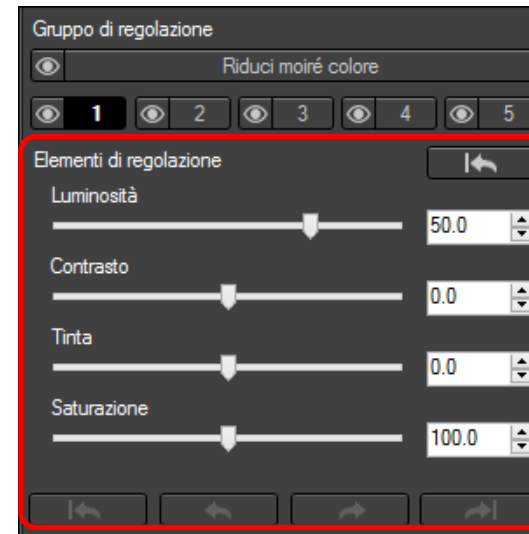 Gruppo di regolazione
Riduci moiré colore
1 2 3 4 5
Elementi di regolazione
Luminosità
50.0
Contrasto
0.0
Tinta
0.0
Saturazione
100.0